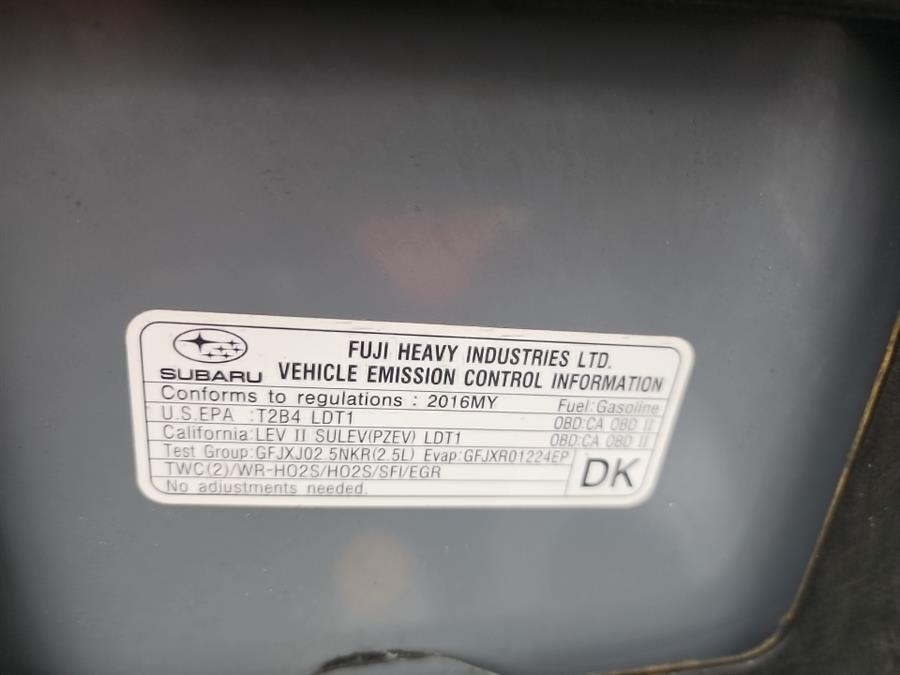 SUBARU
FUJI HEAVY INDUSTRIES LTD.
VEHICLE EMISSION CONTROL INFORMATION
Conforms to regulations : 2016MY Fuel:Gasoline
U.S.EPA :T2B4 LDT1 OBD:CA OBD II
California:LEV II SULEV(PZEV) LDT1 OBD:CA OBD II
Test Group:GFJXJ02.5NKR(2.5L) Evap:GFJXR01224EP
TWC(2)/WR-HO2S/HO2S/SFI/EGR
No adjustments needed.
DK